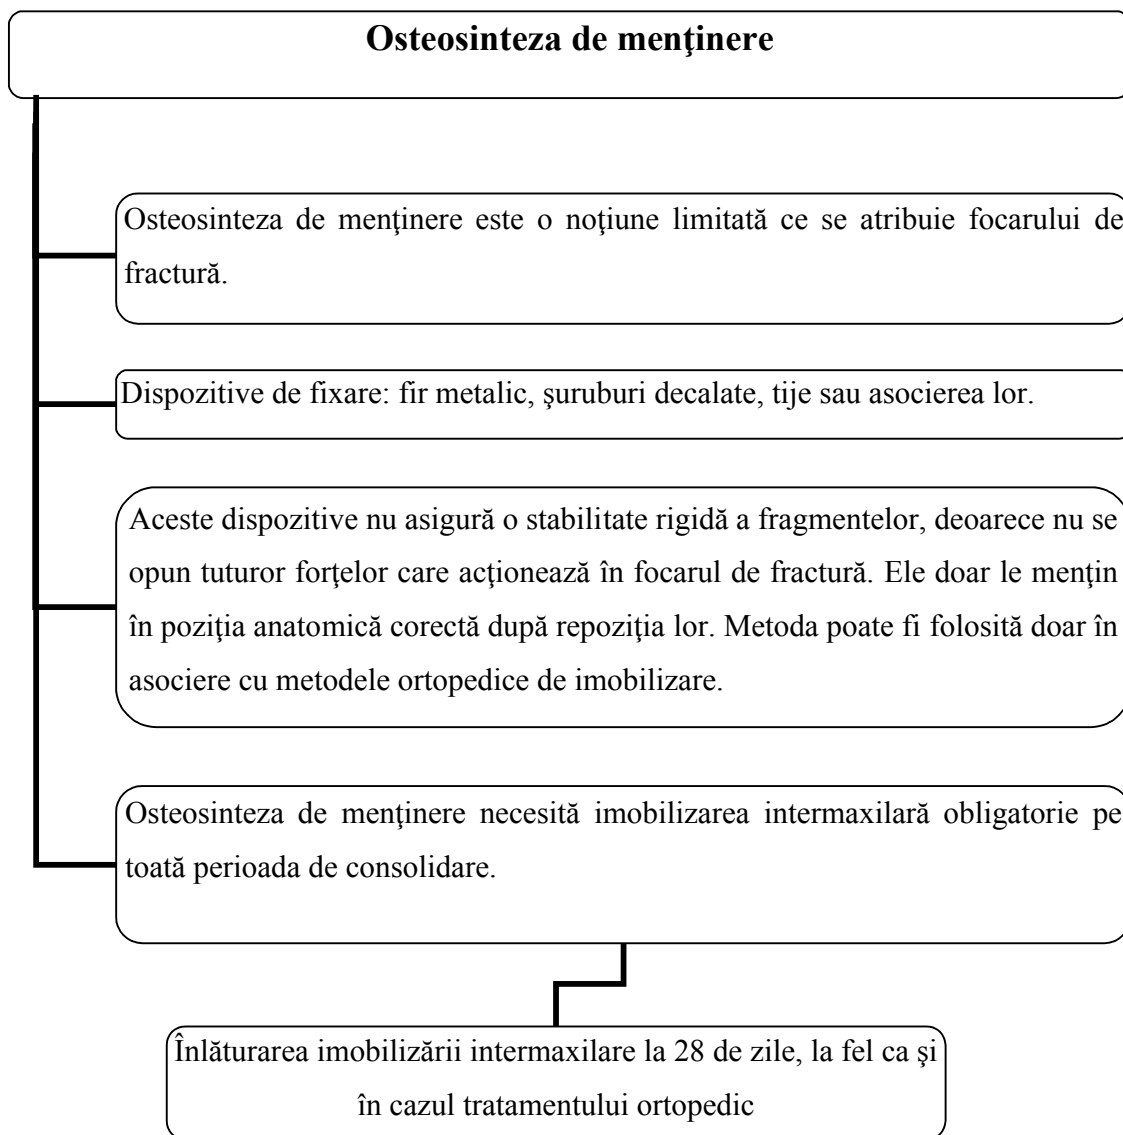 Osteosinteza de menţinere
Osteosinteza de menţinere este o noţiune limitată ce se atribuie focarului de
fractură.
Dispozitive de fixare: fir metalic, şuruburi decalate, tije sau asocierea lor.
Aceste dispozitive nu asigură o stabilitate rigidă a fragmentelor, deoarece nu se
opun tuturor forţelor care acţionează în focarul de fractură. Ele doar le menţin
în poziţia anatomică corectă după repoziţia lor. Metoda poate fi folosită doar în
asociere cu metodele ortopedice de imobilizare.
Osteosinteza de menţinere necesită imobilizarea intermaxilară obligatorie pe
toată perioada de consolidare.
Înlăturarea imobilizării intermaxilare la 28 de zile, la fel ca şi
în cazul tratamentului ortopedic